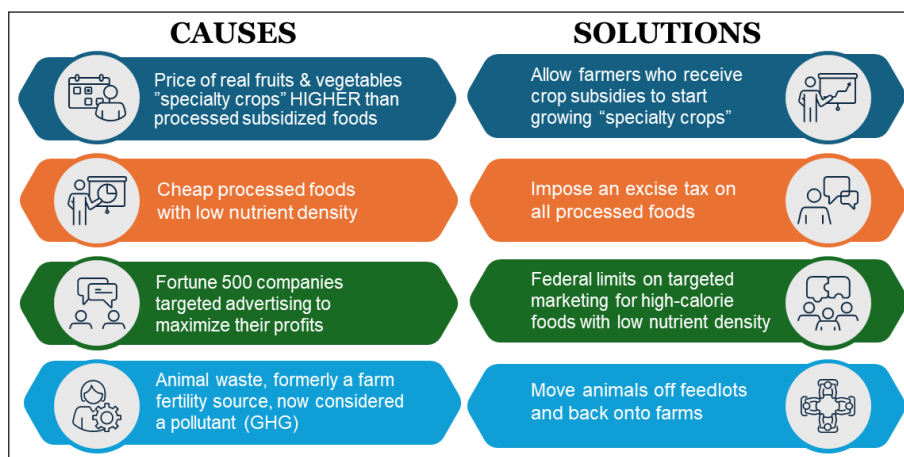 CAUSES
SOLUTIONS
Price of real fruits & vegetables
”specialty crops” HIGHER than
processed subsidized foods
Allow farmers who receive
crop subsidies to start
growing “specialty crops”
Cheap processed foods
with low nutrient density
Impose an excise tax on
all processed foods
Fortune 500 companies
targeted advertising to
maximize their profits
Federal limits on targeted
marketing for high-calorie
foods with low nutrient density
Animal waste, formerly a farm
fertility source, now considered
a pollutant (GHG)
Move animals off feedlots
and back onto farms